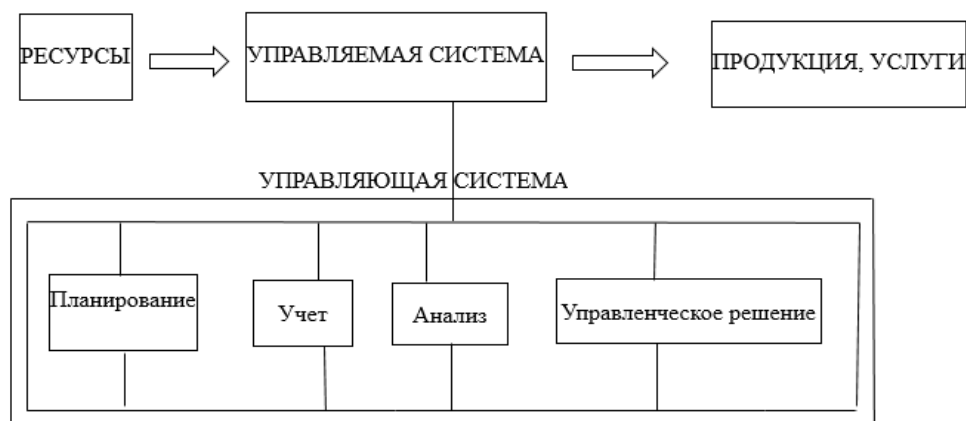 РЕСУРСЫ
УПРАВЛЯЕМАЯ СИСТЕМА
ПРОДУКЦИЯ, УСЛУГИ
УПРАВЛЯЮЩАЯ СИСТЕМА
Планирование
Учет
Анализ
Управленческое решение